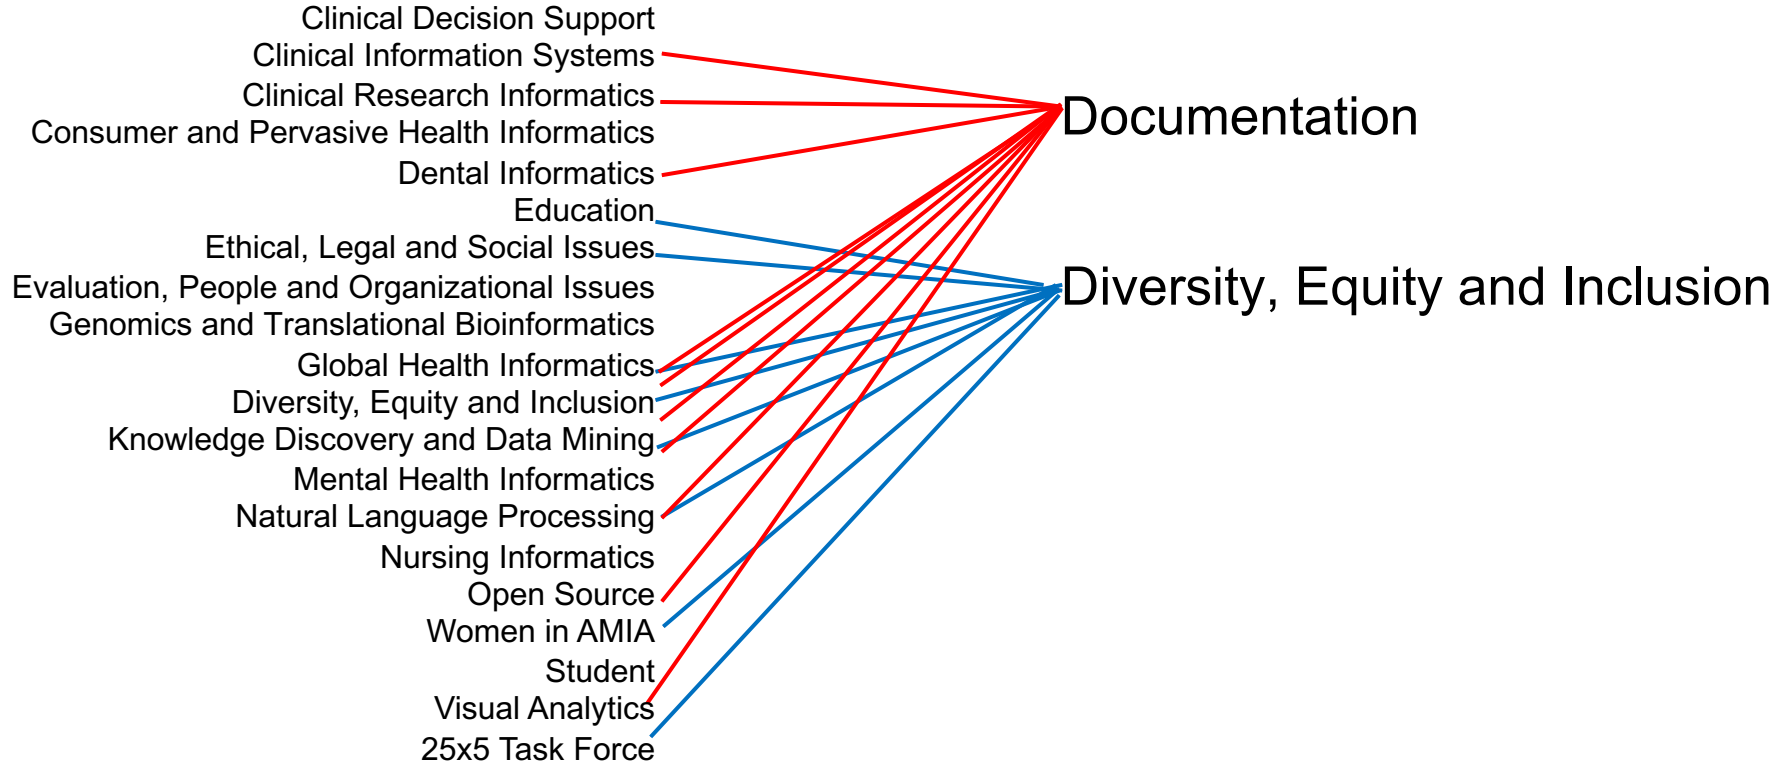 Clinical Decision Support
Clinical Information Systems
Clinical Research Informatics
Consumer and Pervasive Health Informatics
Dental Informatics
Education
Ethical, Legal and Social Issues
Evaluation, People and Organizational Issues
Genomics and Translational Bioinformatics
Global Health Informatics
Diversity, Equity and Inclusion
Knowledge Discovery and Data Mining
Mental Health Informatics
Natural Language Processing
Nursing Informatics
Open Source
Women in AMIA
Student
Visual Analytics
25x5 Task Force
Documentation
Diversity, Equity and Inclusion